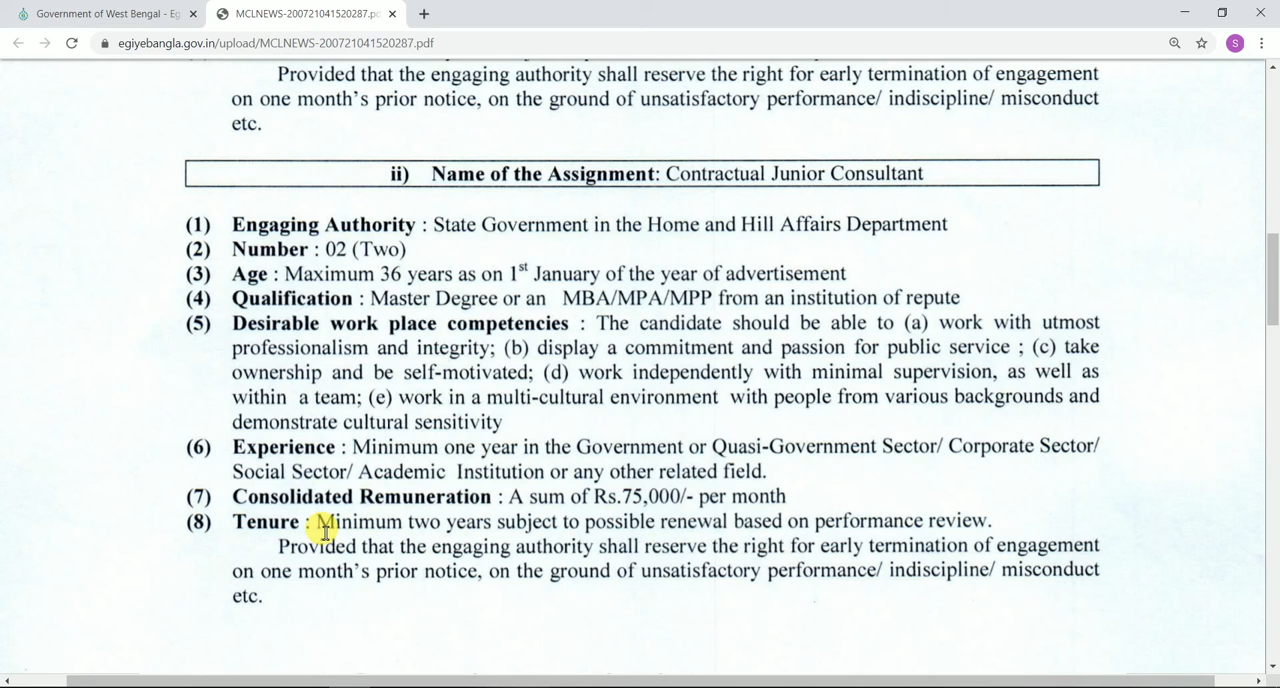 Government of West Bengal - Eg
MCLNEWS-200721041520287.pd
egiyebangla.gov.in/upload/MCLNEWS-200721041520287.pdf
S
Provided that the engaging authority shall reserve the right for early termination of engagement
on one month's prior notice, on the ground of unsatisfactory performance/ indiscipline/ misconduct
etc.
ii) Name of the Assignment: Contractual Junior Consultant
(1) Engaging Authority : State Government in the Home and Hill Affairs Department
(2) Number : 02 (Two)
(3) Age : Maximum 36 years as on 1st January of the year of advertisement
(4) Qualification : Master Degree or an MBA/MPA/MPP from an institution of repute
(5) Desirable work place competencies : The candidate should be able to (a) work with utmost
professionalism and integrity; (b) display a commitment and passion for public service ; (c) take
ownership and be self-motivated; (d) work independently with minimal supervision, as well as
within a team; (e) work in a multi-cultural environment with people from various backgrounds and
demonstrate cultural sensitivity
(6) Experience : Minimum one year in the Government or Quasi-Government Sector/ Corporate Sector/
Social Sector/ Academic Institution or any other related field.
(7) Consolidated Remuneration : A sum of Rs.75,000/- per month
(8) Tenure : Minimum two years subject to possible renewal based on performance review.
Provided that the engaging authority shall reserve the right for early termination of engagement
on one month's prior notice, on the ground of unsatisfactory performance/ indiscipline/ misconduct
etc.